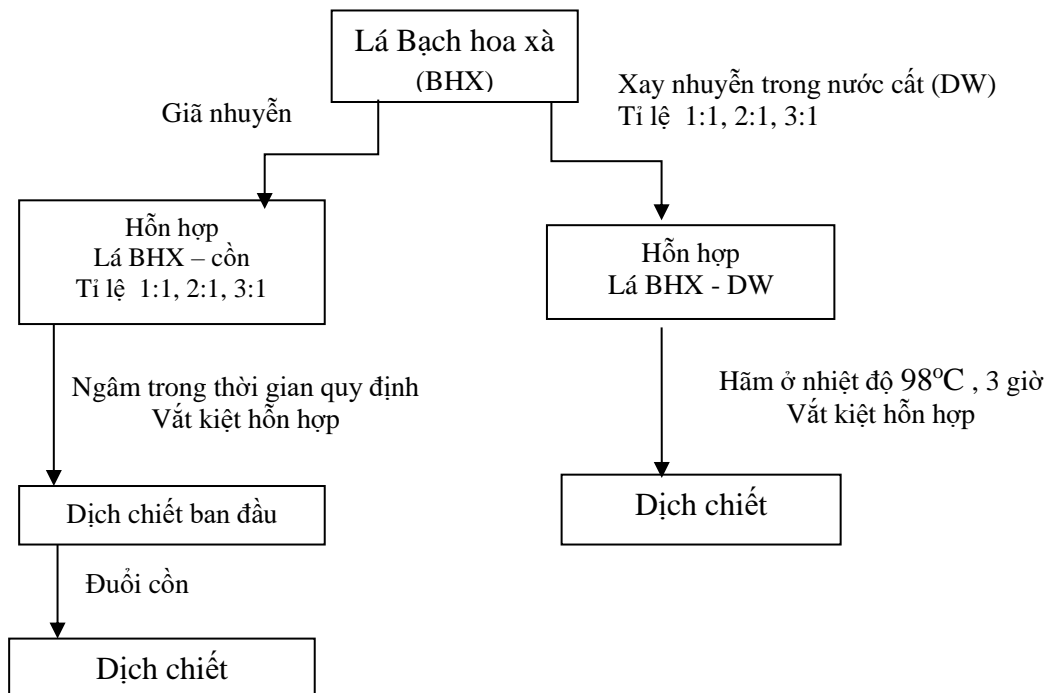 Lá Bạch hoa xà
(BHX)
Giã nhuyễn
Xay nhuyễn trong nước cất (DW)
Tỉ lệ 1:1, 2:1, 3:1
Hỗn hợp
Lá BHX – cồn
Tỉ lệ 1:1, 2:1, 3:1
Hỗn hợp
Lá BHX - DW
Ngâm trong thời gian quy định
Vắt kiệt hỗn hợp
Hãm ở nhiệt độ 98ºC , 3 giờ
Vắt kiệt hỗn hợp
Dịch chiết ban đầu
Dịch chiết
Đuổi cồn
Dịch chiết